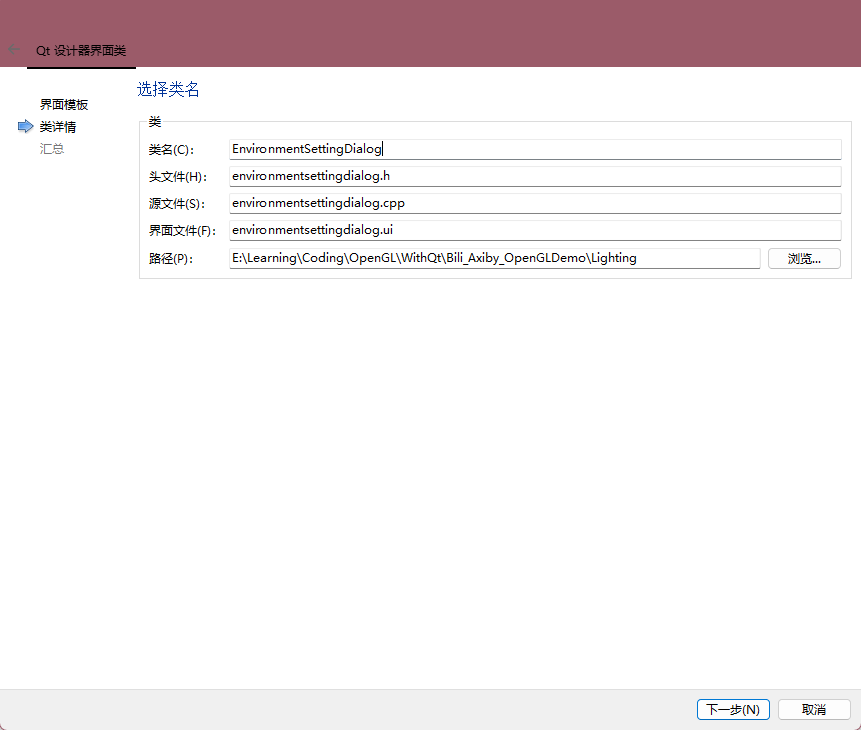 Qt 设计器界面类
选择类名
界面模板
类详情
汇总
类
类名(C)： EnvironmentSettingDialog
头文件(H)： environmentsettingdialog.h
源文件(S)： environmentsettingdialog.cpp
界面文件(F)： environmentsettingdialog.ui
路径(P)： E:\Learning\Coding\OpenGL\WithQt\Bili_Axiby_OpenGLDemo\Lighting 浏览...
下一步(N) 取消